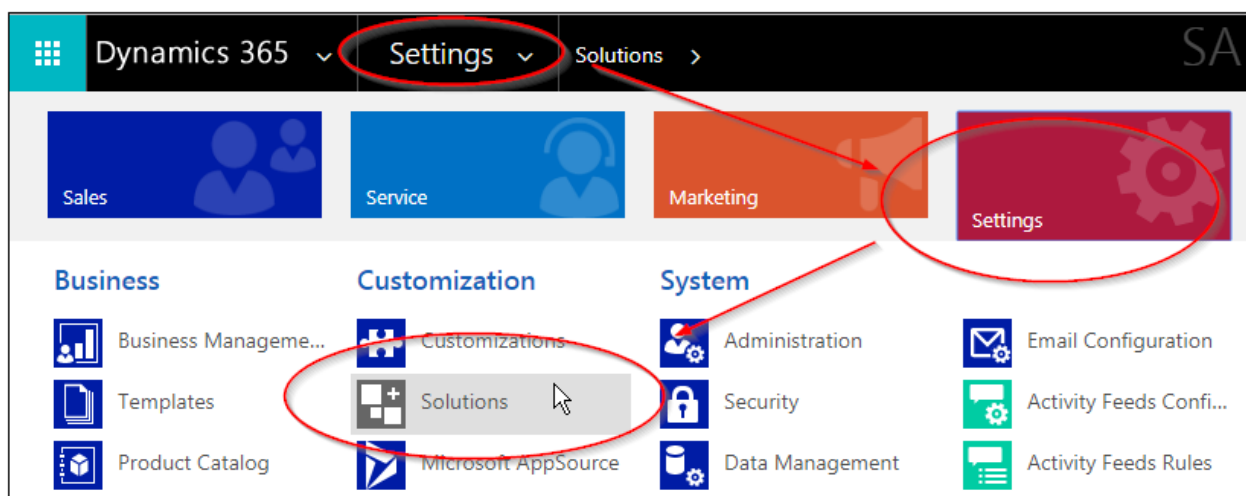 Dynamics 365 Settings Solutions SA
Sales Service Marketing Settings
Business Customization System
Business Manageme... Customizations Administration Email Configuration
Templates Solutions Security Activity Feeds Confi...
Product Catalog Microsoft AppSource Data Management Activity Feeds Rules